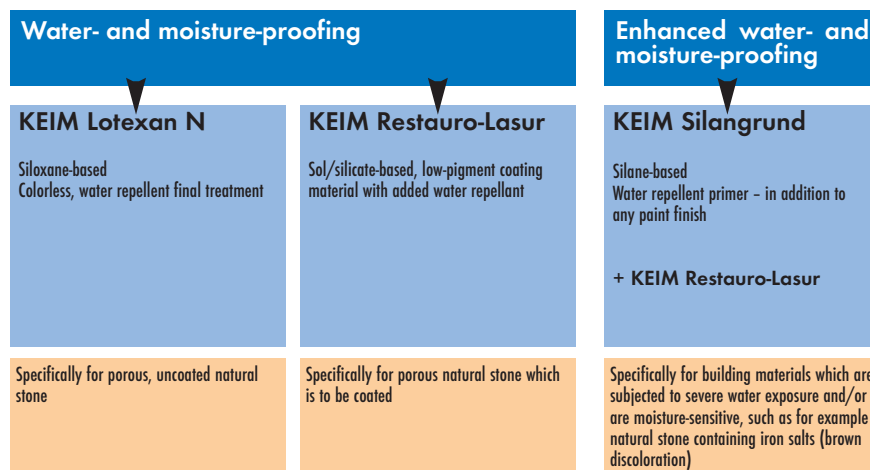 Water- and moisture-proofing
Enhanced water- and
moisture-proofing
KEIM Lotexan N
Siloxane-based
Colorless, water repellent final treatment
KEIM Restauro-Lasur
Sol/silicate-based, low-pigment coating
material with added water repellant
KEIM Silangrund
Silane-based
Water repellent primer – in addition to
any paint finish
+ KEIM Restauro-Lasur
Specifically for porous, uncoated natural
stone
Specifically for porous natural stone which
is to be coated
Specifically for building materials which are
subjected to severe water exposure and/or
are moisture-sensitive, such as for example
natural stone containing iron salts (brown
discoloration)